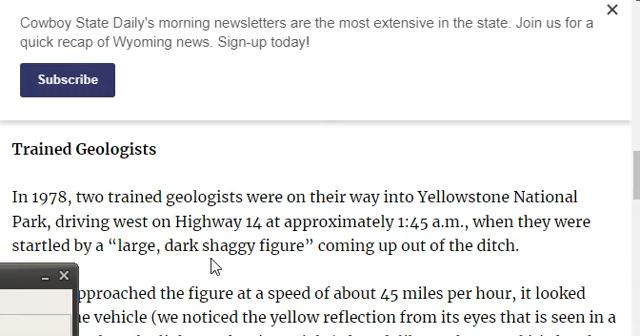 Cowboy State Daily's morning newsletters are the most extensive in the state. Join us for a
quick recap of Wyoming news. Sign-up today!
Subscribe
Trained Geologists
In 1978, two trained geologists were on their way into Yellowstone National
Park, driving west on Highway 14 at approximately 1:45 a.m., when they were
startled by a “large, dark shaggy figure” coming up out of the ditch.
pproached the figure at a speed of about 45 miles per hour, it looked
vehicle (we noticed the yellow reflection from its eyes that is seen in a